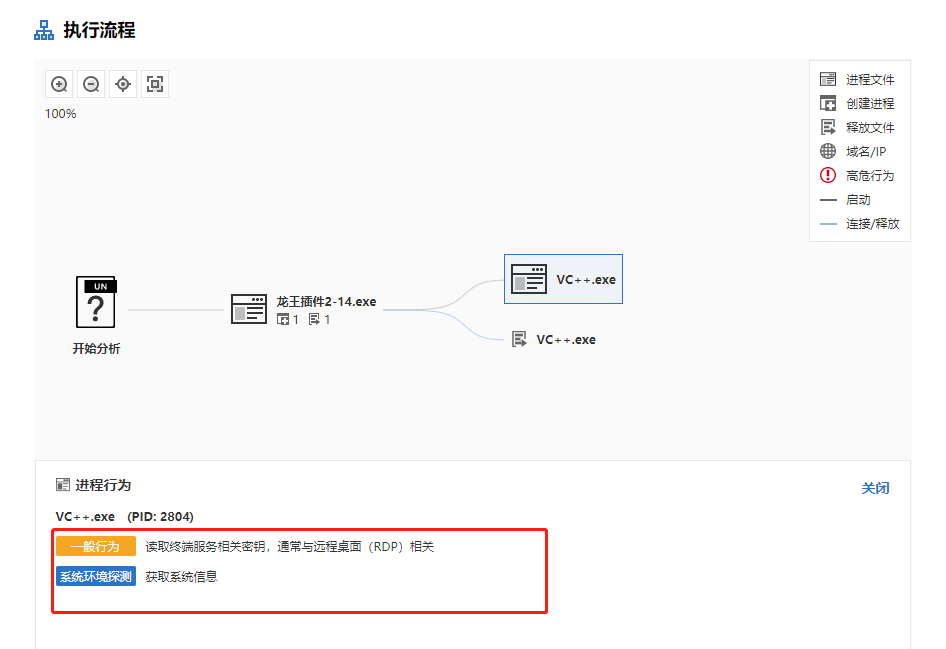 执行流程
100%
进程文件
创建进程
释放文件
域名/IP
高危行为
启动
连接/释放
UN
?
开始分析
龙王插件2-14.exe
1 1
VC++.exe
VC++.exe
进程行为
关闭
VC++.exe (PID: 2804)
一般行为 读取终端服务相关密钥，通常与远程桌面（RDP）相关
系统环境探测 获取系统信息